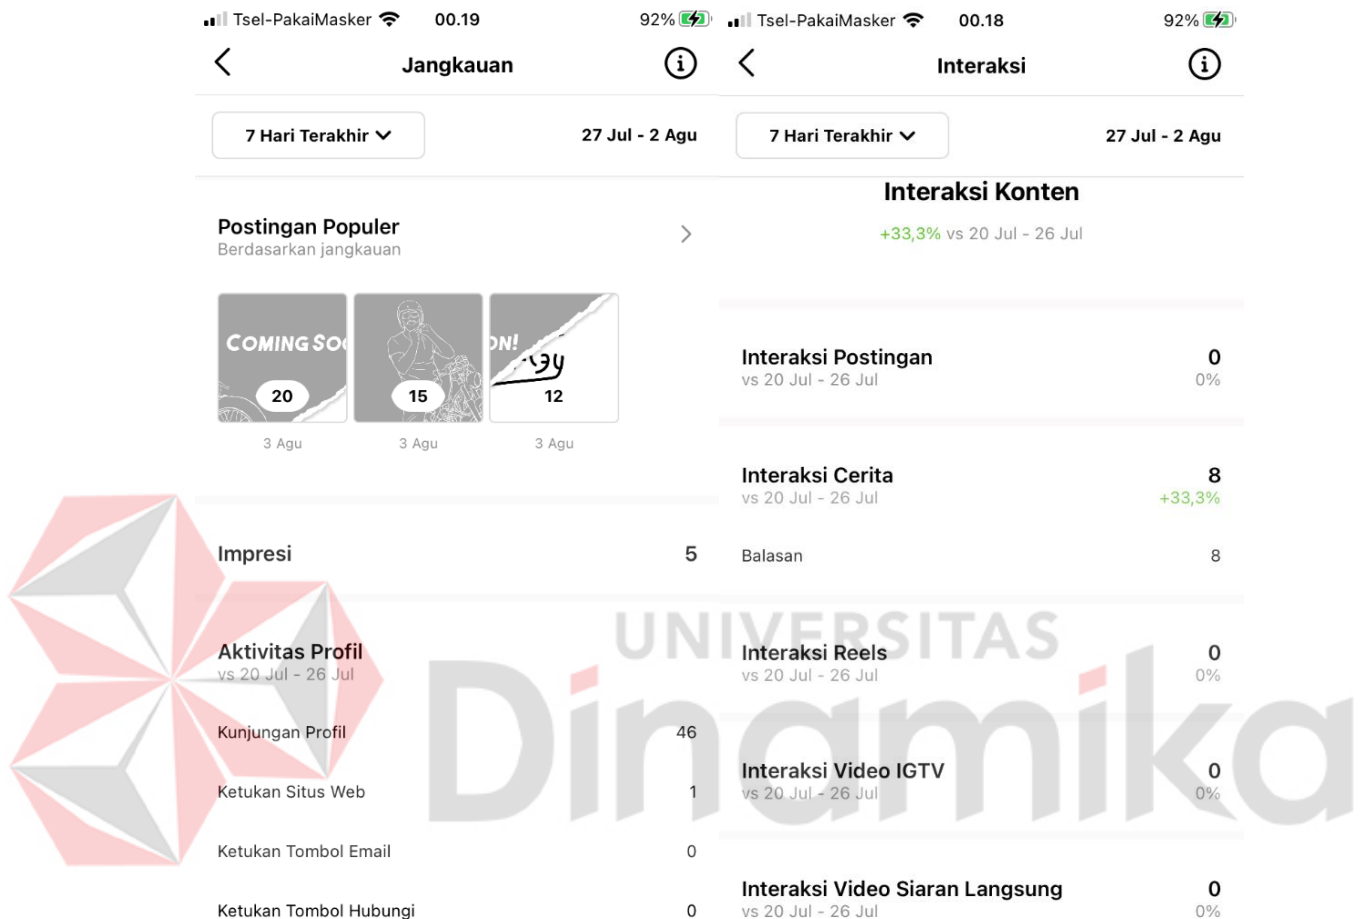 Tsel-PakaiMasker 00.19 92%
Jangkauan
7 Hari Terakhir 27 Jul - 2 Agu
Postingan Populer
Berdasarkan jangkauan
COMING SOO
20
3 Agu
15
3 Agu
ON!
12
3 Agu
Impresi 5
Aktivitas Profil
vs 20 Jul - 26 Jul
Kunjungan Profil 46
Ketukan Situs Web 1
Ketukan Tombol Email 0
Ketukan Tombol Hubungi 0
Tsel-PakaiMasker 00.18 92%
Interaksi
7 Hari Terakhir 27 Jul - 2 Agu
Interaksi Konten
+33,3% vs 20 Jul - 26 Jul
Interaksi Postingan 0
vs 20 Jul - 26 Jul 0%
Interaksi Cerita 8
vs 20 Jul - 26 Jul +33,3%
Balasan 8
Interaksi Reels 0
vs 20 Jul - 26 Jul 0%
Interaksi Video IGTV 0
vs 20 Jul - 26 Jul 0%
Interaksi Video Siaran Langsung 0
vs 20 Jul - 26 Jul 0%
UNIVERSITAS
Dinamika